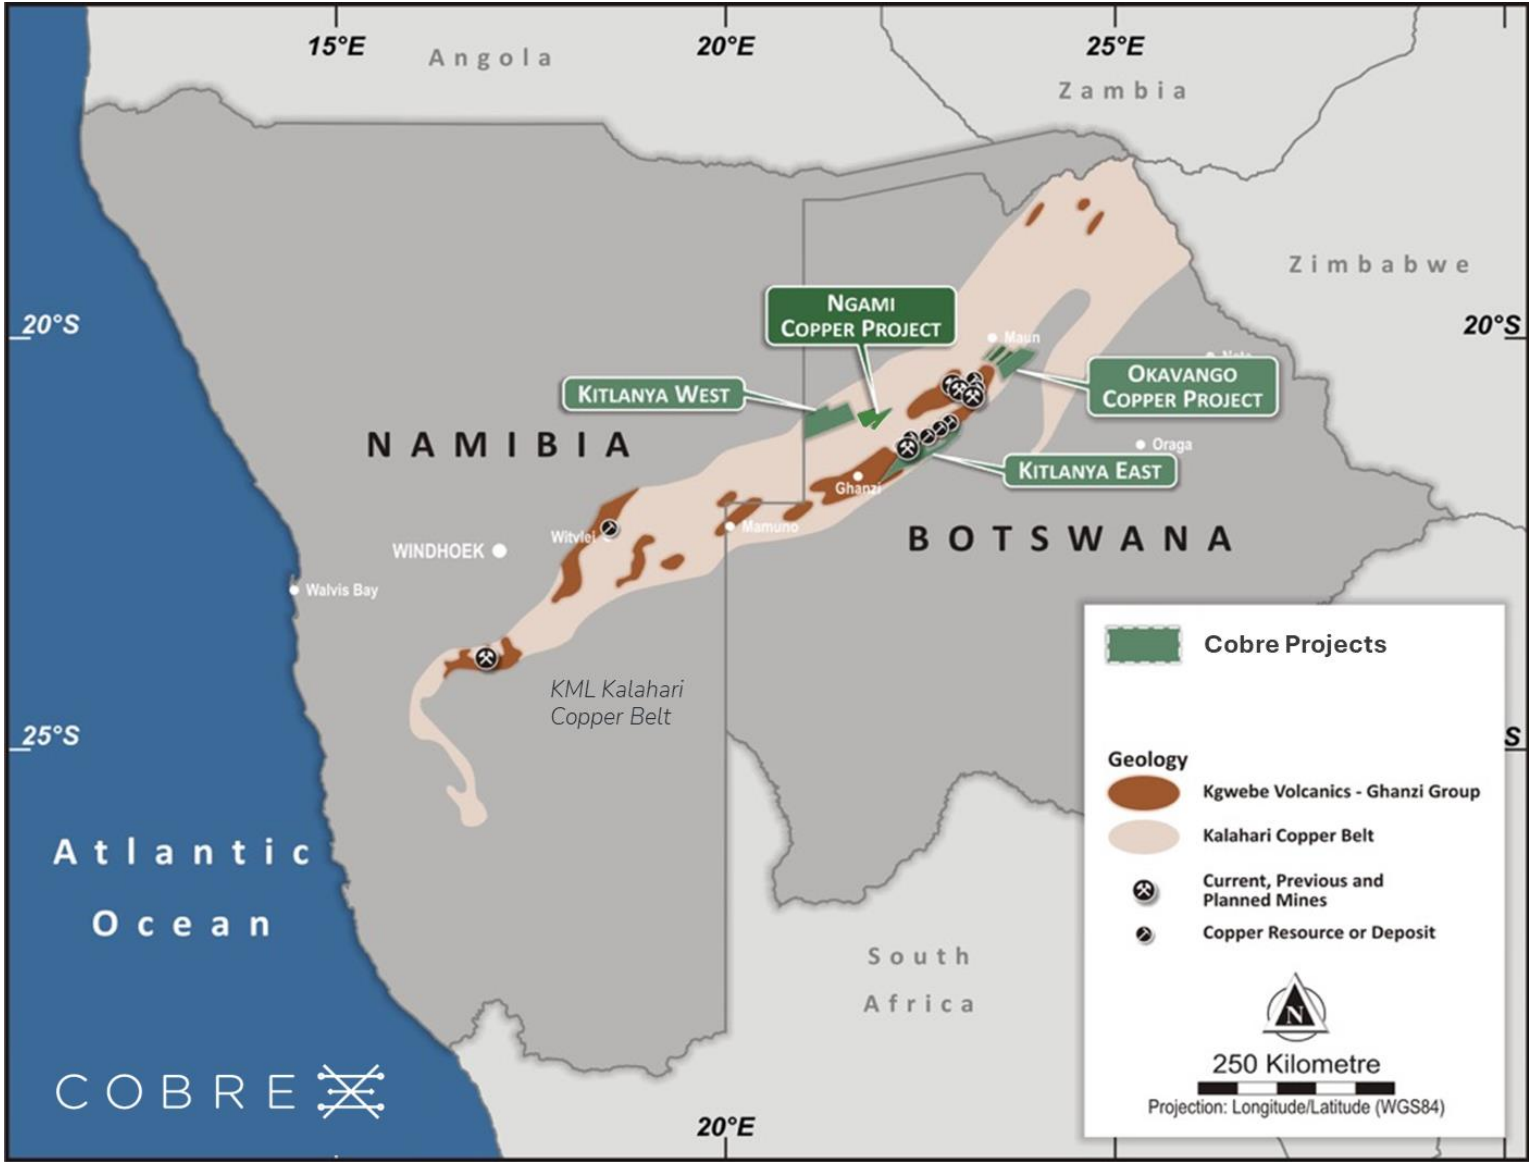 15°E
20°E
25°E
Angola
Zambia
Zimbabwe
20°S
20°S
NGAMI
COPPER PROJECT
Maun
OKAVANGO
COPPER PROJECT
KITLANYA WEST
NAMIBIA
Oraga
KITLANYA EAST
Ghanzi
BOTSWANA
Mamuno
Witvlei
WINDHOEK
Walvis Bay
KML Kalahari
Copper Belt
25°S
S
Atlantic
Ocean
South
Africa
Cobre Projects
Geology
Kgwebe Volcanics - Ghanzi Group
Kalahari Copper Belt
Current, Previous and
Planned Mines
Copper Resource or Deposit
N
250 Kilometre
Projection: Longitude/Latitude (WGS84)
COBRE
20°E